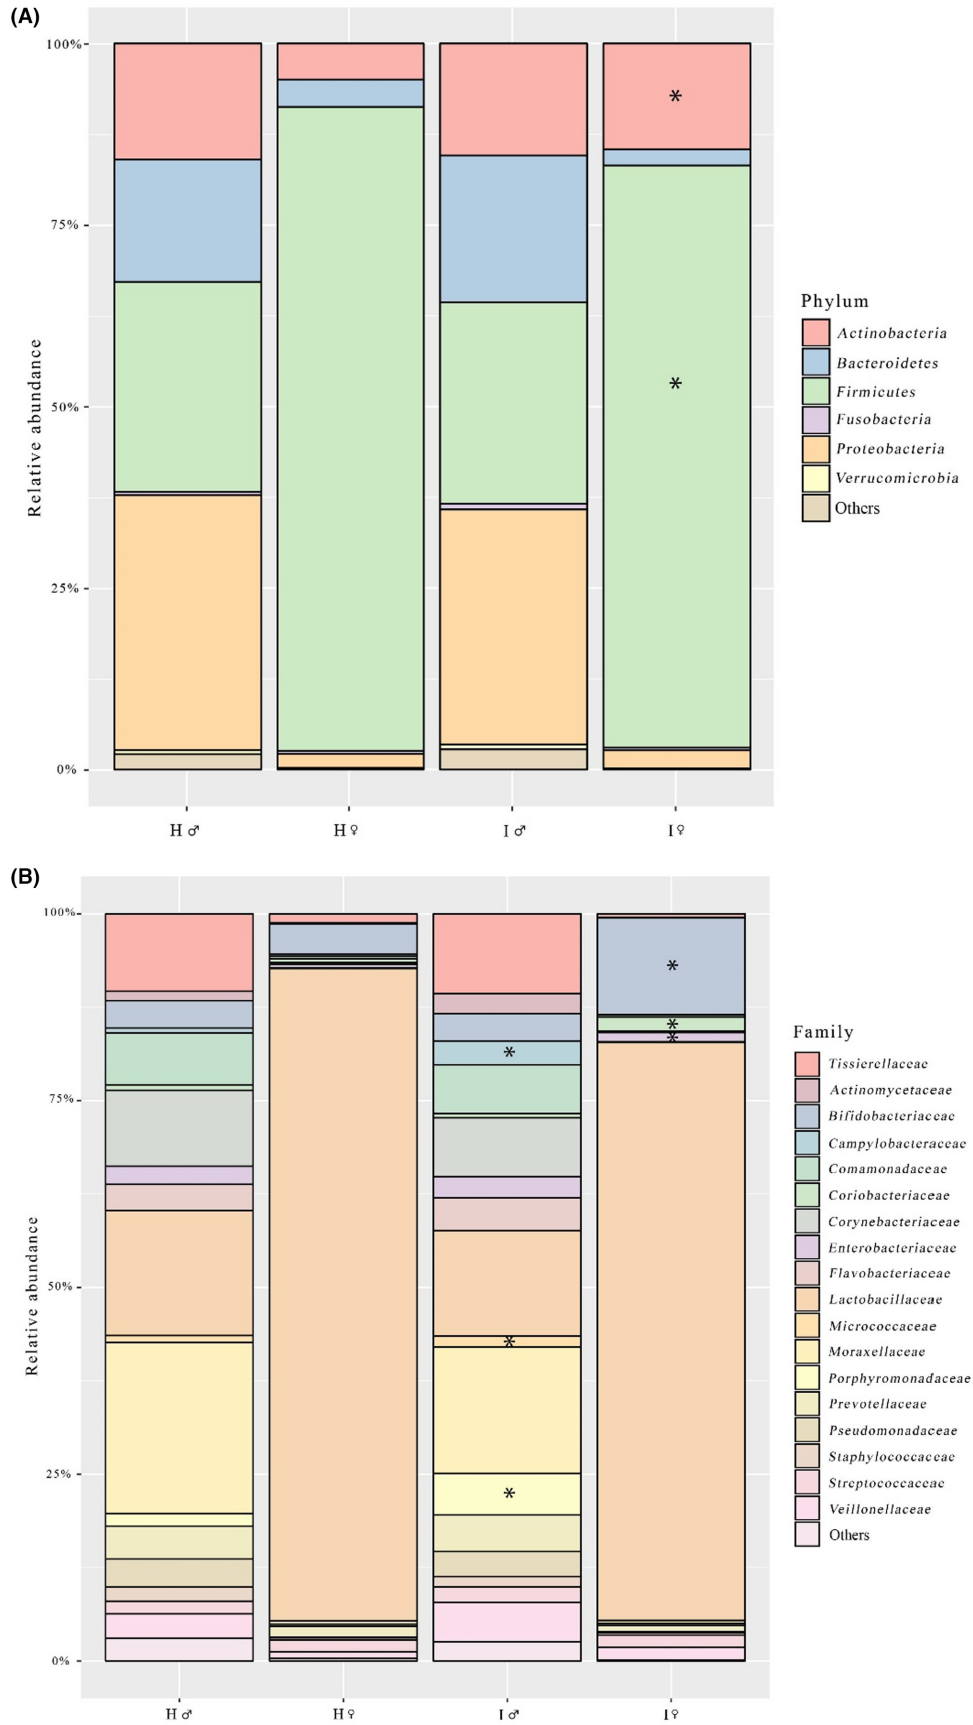 (A)
100%
75%
50%
25%
0%
Relative abundance
*
*
H ♂
H ♀
I ♂
I ♀
Phylum
Actinobacteria
Bacteroidetes
Firmicutes
Fusobacteria
Proteobacteria
Verrucomicrobia
Others
(B)
100%
75%
50%
25%
0%
Relative abundance
*
*
*
*
*
*
H ♂
H ♀
I ♂
I ♀
Family
Tissierellaceae
Actinomycetaceae
Bifidobacteriaceae
Campylobacteraceae
Comamonadaceae
Coriobacteriaceae
Corynebacteriaceae
Enterobacteriaceae
Flavobacteriaceae
Lactobacillaceae
Micrococcaceae
Moraxellaceae
Porphyromonadaceae
Prevotellaceae
Pseudomonadaceae
Staphylococcaceae
Streptococcaceae
Veillonellaceae
Others